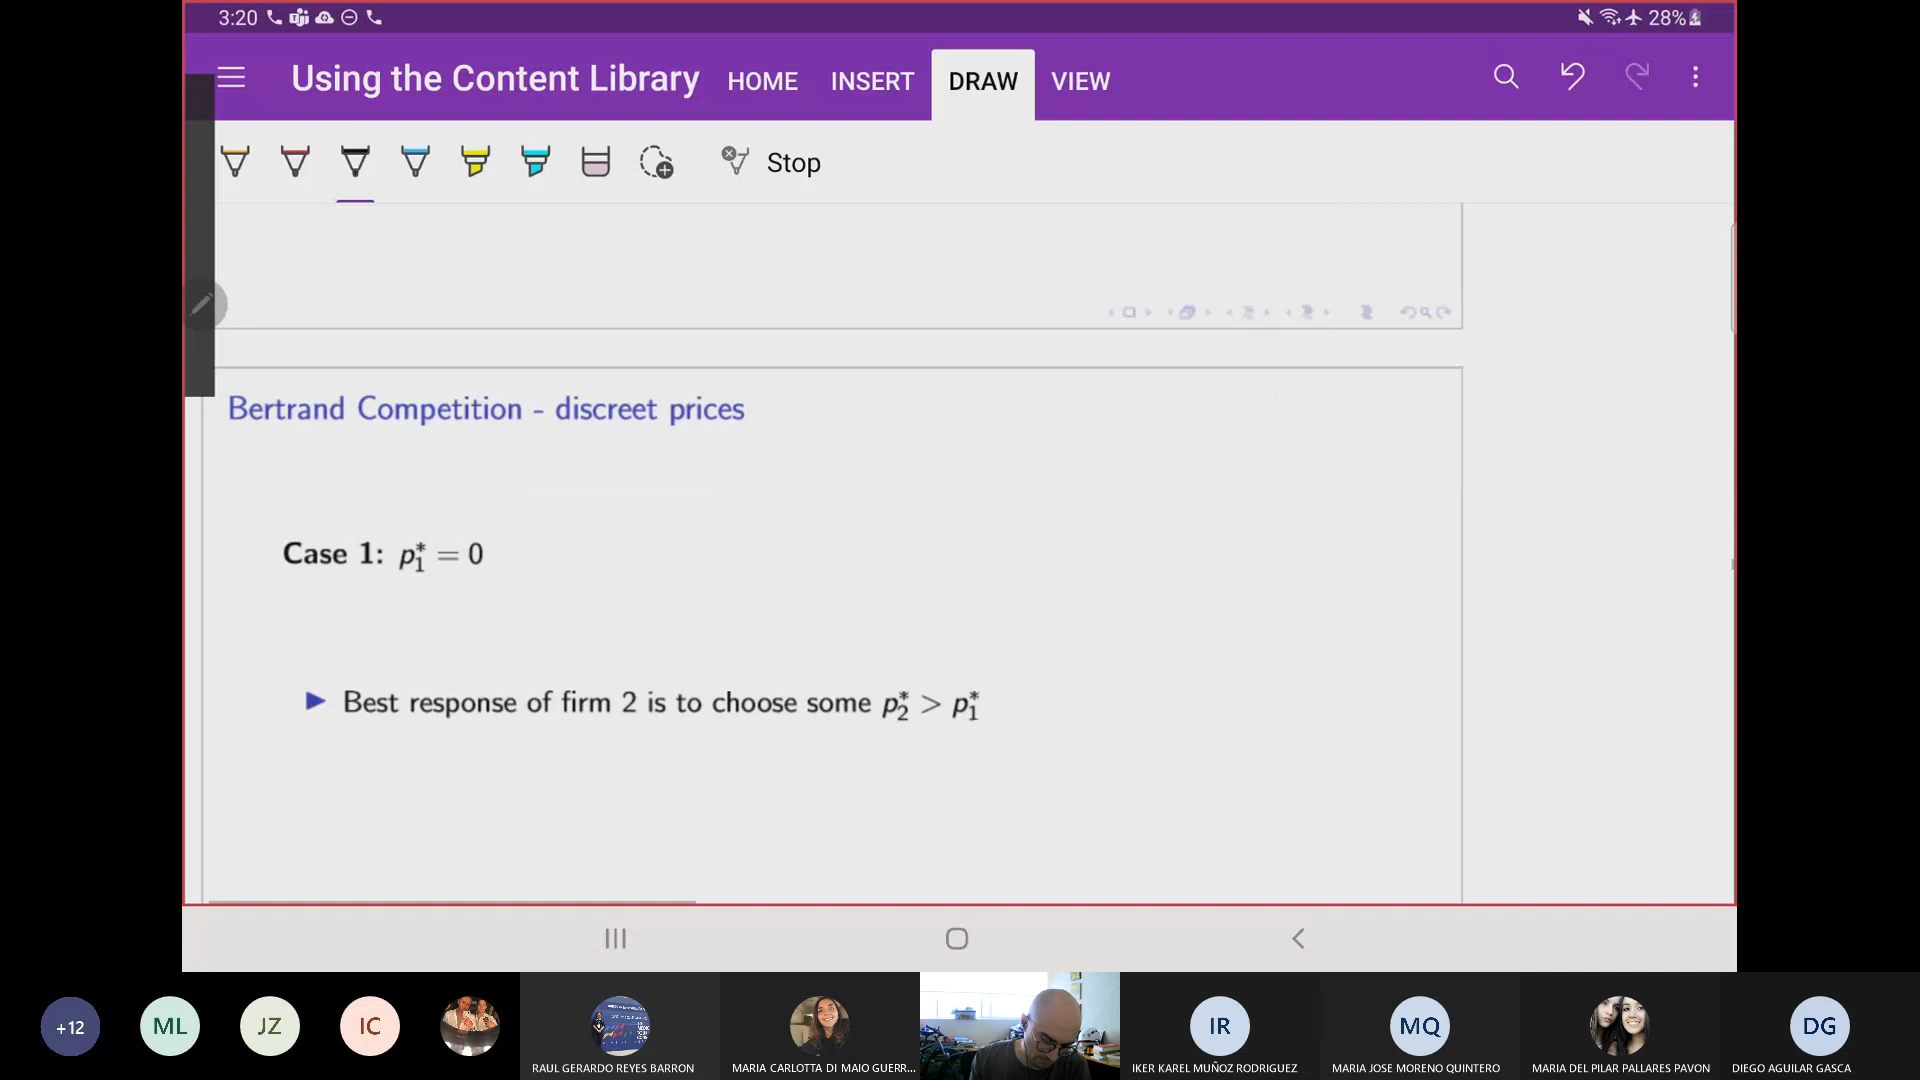 3:20
28%
Using the Content Library HOME INSERT DRAW VIEW
Stop
Bertrand Competition - discreet prices
Case 1: p₁* = 0
Best response of firm 2 is to choose some p₂* > p₁*
+12 ML JZ IC IR MQ DG
RAUL GERARDO REYES BARRON MARIA CARLOTTA DI MAIO GUERR... IKER KAREL MUÑOZ RODRIGUEZ MARIA JOSE MORENO QUINTERO MARIA DEL PILAR PALLARES PAVON DIEGO AGUILAR GASCA